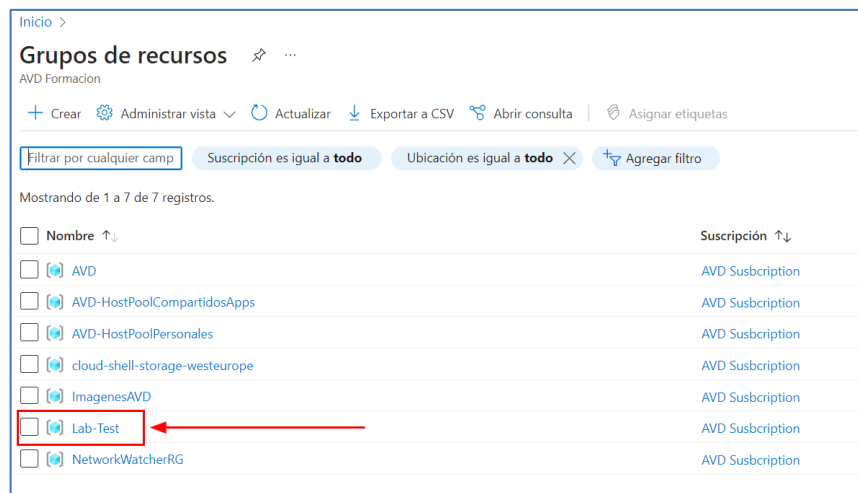 Inicio >
Grupos de recursos ...
AVD Formacion
+ Crear Administrar vista Actualizar Exportar a CSV Abrir consulta Asignar etiquetas
Filtrar por cualquier camp Suscripción es igual a todo Ubicación es igual a todo Agregar filtro
Mostrando de 1 a 7 de 7 registros.
Nombre ↑↓ Suscripción ↑↓
AVD AVD Susbcription
AVD-HostPoolCompartidosApps AVD Susbcription
AVD-HostPoolPersonales AVD Susbcription
cloud-shell-storage-westeurope AVD Susbcription
ImagenesAVD AVD Susbcription
Lab-Test AVD Susbcription
NetworkWatcherRG AVD Susbcription